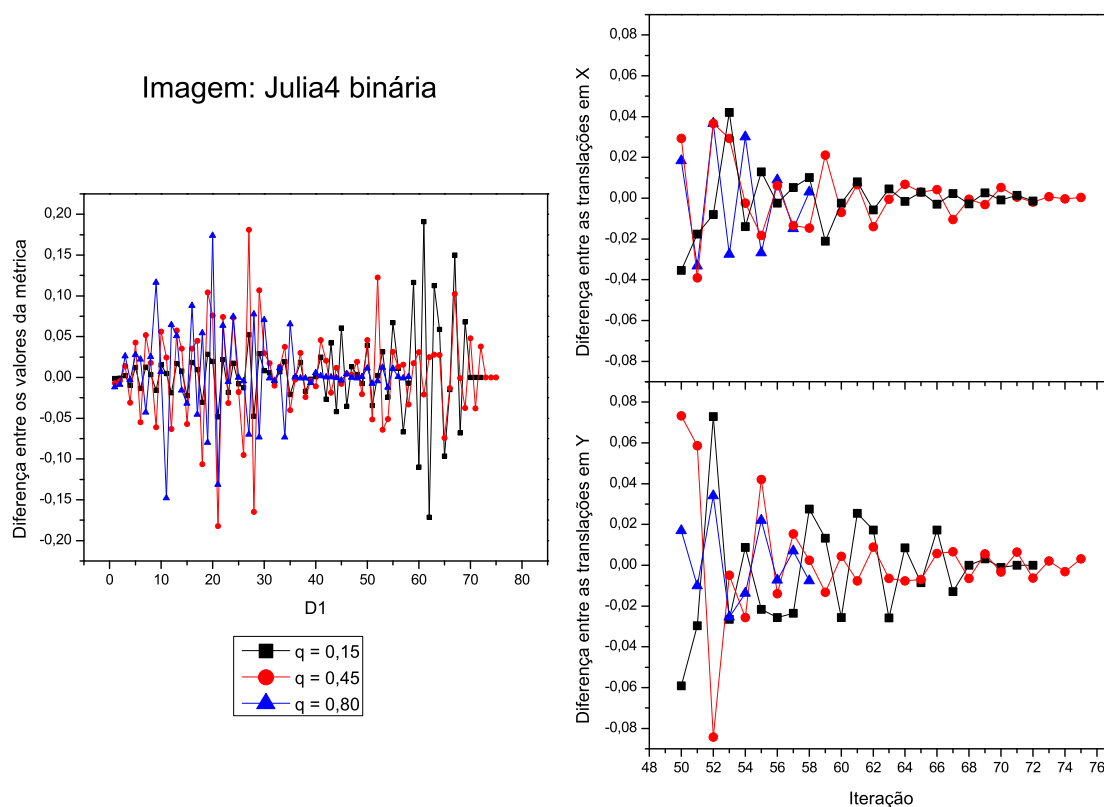 Imagem: Julia4 binária
Diferença entre os valores da métrica
0,20
0,15
0,10
0,05
0,00
-0,05
-0,10
-0,15
-0,20
0 10 20 30 40 50 60 70 80
D1
q = 0,15
q = 0,45
q = 0,80
Diferença entre as translações em X
0,08
0,06
0,04
0,02
0,00
-0,02
-0,04
-0,06
-0,08
Diferença entre as translações em Y
0,08
0,06
0,04
0,02
0,00
-0,02
-0,04
-0,06
-0,08
48 50 52 54 56 58 60 62 64 66 68 70 72 74 76
Iteração